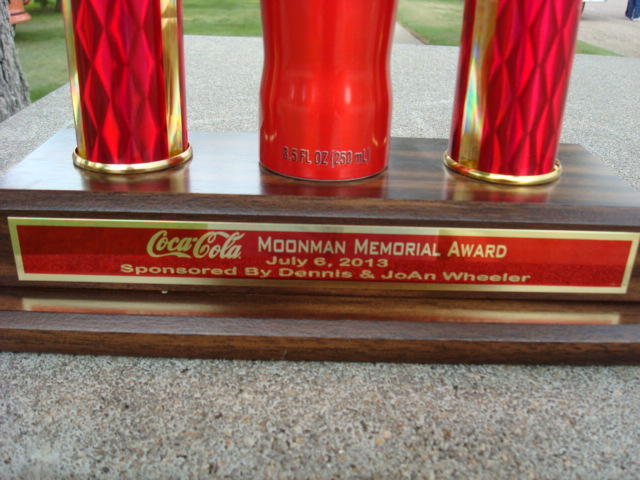 8.5 FL OZ (250 mL)
Coca-Cola Moonman Memorial Award
July 6, 2013
Sponsored By Dennis & JoAn Wheeler